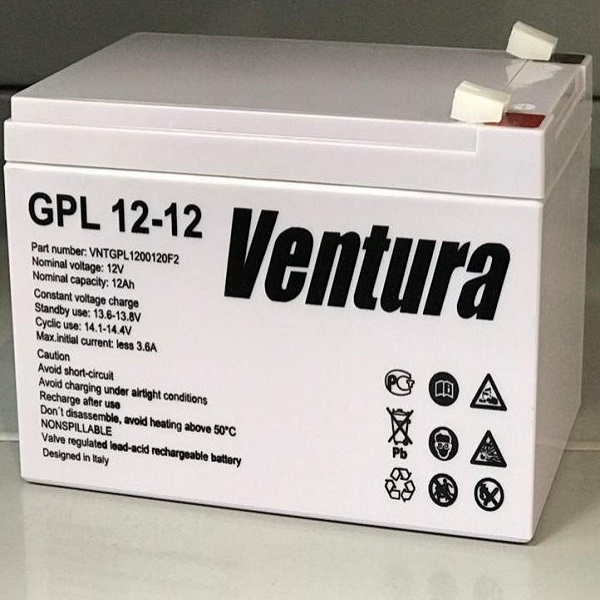 GPL 12-12
Ventura
Part number: VNTGPL1200120F2
Nominal voltage: 12V
Nominal capacity: 12Ah
Constant voltage charge
Standby use: 13.6-13.8V
Cyclic use: 14.1-14.4V
Max.initial current: less 3.6A
Caution
Avoid short-circuit
Avoid charging under airtight conditions
Recharge after use
Don´t disassemble, avoid heating above 50°C
NONSPILLABLE
Valve regulated lead-acid rechargeable battery
Designed in Italy
Pb